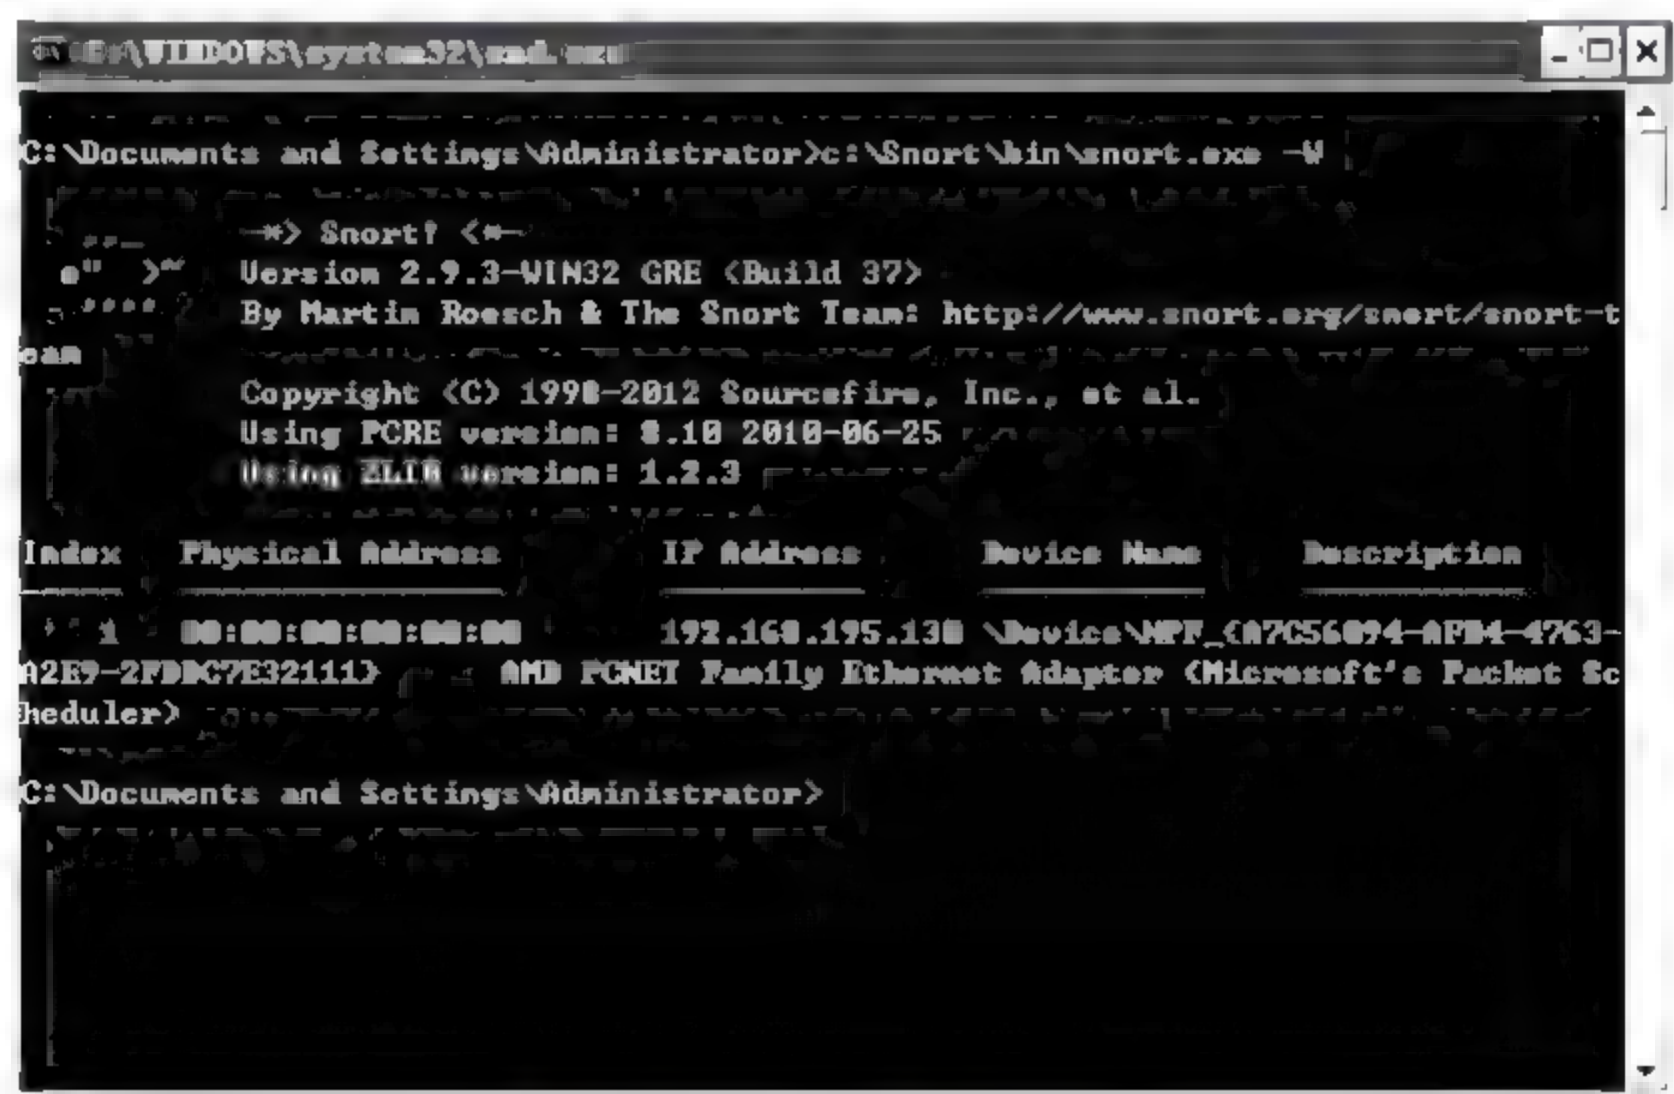 \WINDOWS\system32\cmd.exe
C:\Documents and Settings\Administrator>c:\Snort\bin\snort.exe -W
-*> Snort! <*-
o" )~ Version 2.9.3-WIN32 GRE (Build 37)
'''' By Martin Roesch & The Snort Team: http://www.snort.org/snort/snort-t
eam
Copyright (C) 1998-2012 Sourcefire, Inc., et al.
Using PCRE version: 8.10 2010-06-25
Using ZLIB version: 1.2.3
Index Physical Address IP Address Device Name Description
1 00:00:00:00:00:00 192.168.195.130 \Device\NPF_{A7C56094-AFB4-4763-
A2E9-2FDDC7E32111} AMD PCNET Family Ethernet Adapter (Microsoft's Packet Sc
heduler)
C:\Documents and Settings\Administrator>